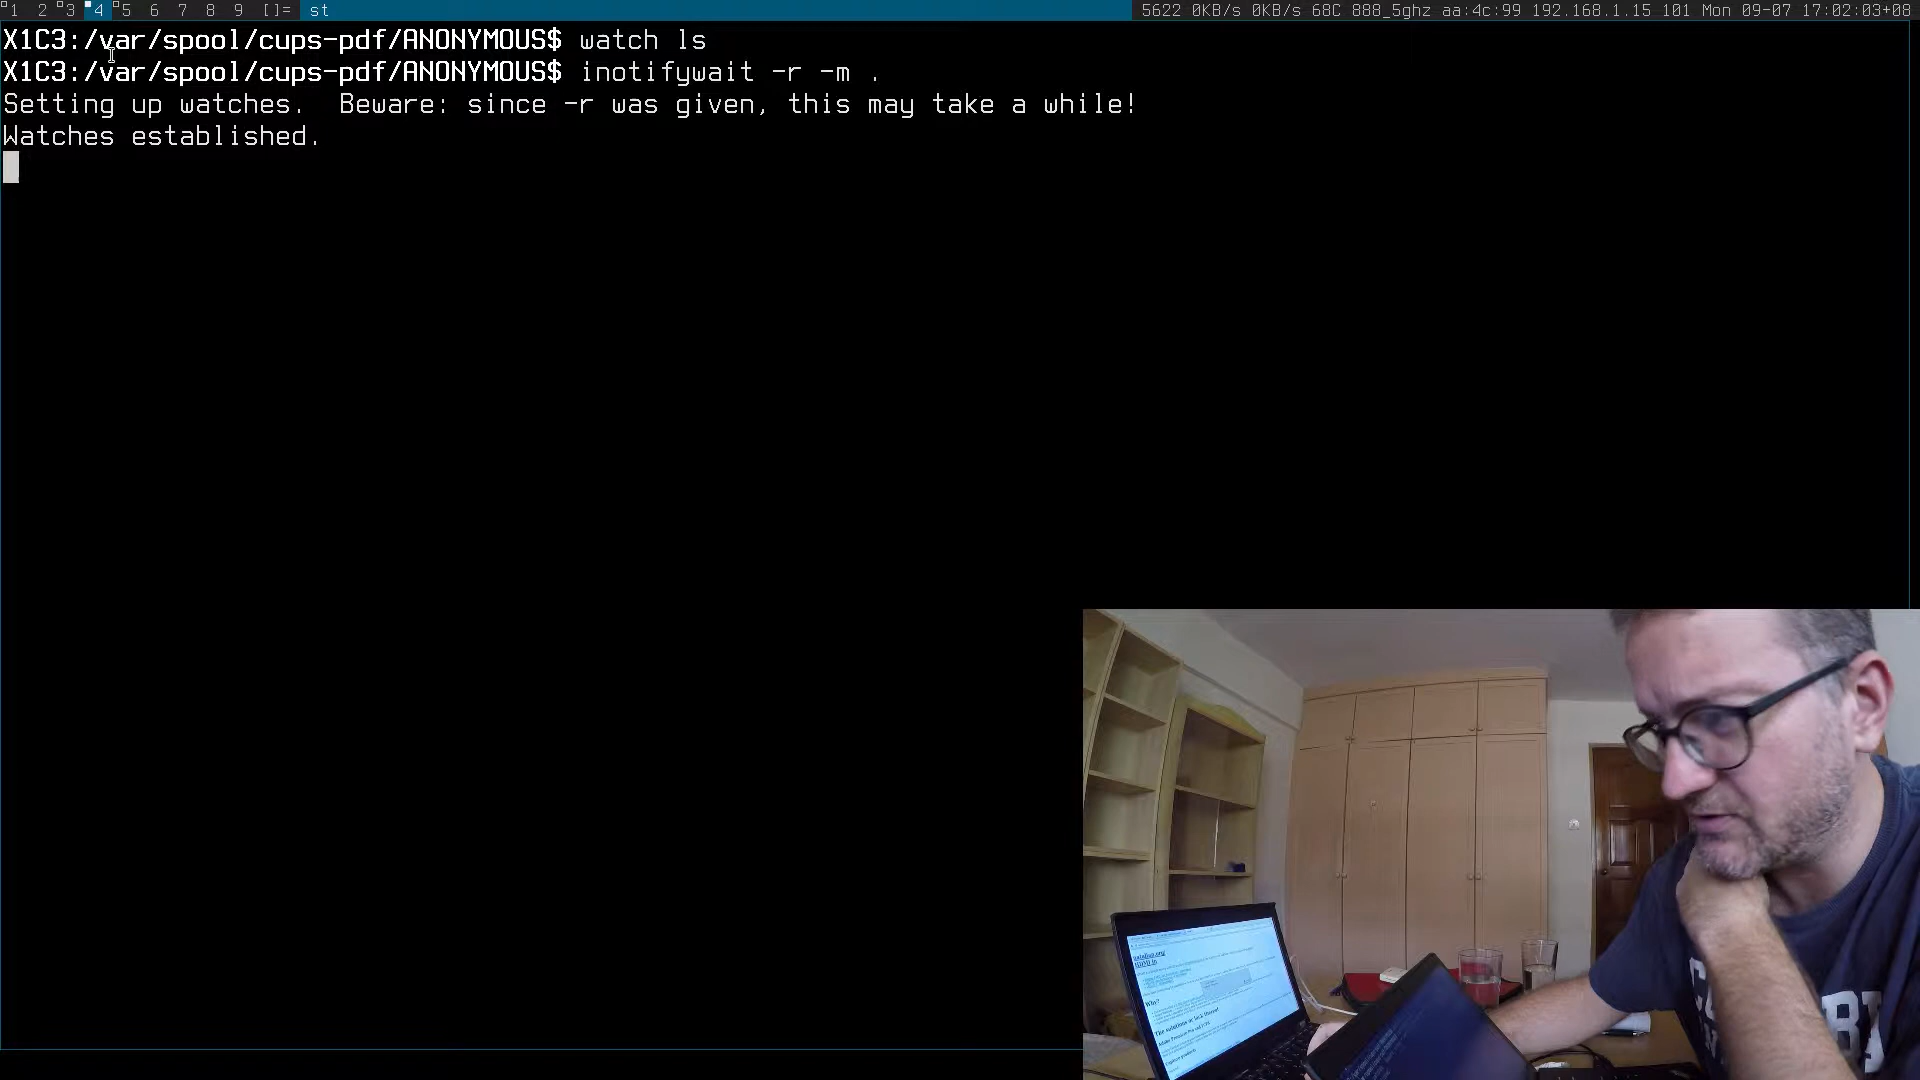 1 2 3 4 5 6 7 8 9 []= st 5622 0KB/s 0KB/s 68C 888_5ghz aa:4c:99 192.168.1.15 101 Mon 09-07 17:02:03+08
X1C3:/var/spool/cups-pdf/ANONYMOUS$ watch ls
X1C3:/var/spool/cups-pdf/ANONYMOUS$ inotifywait -r -m .
Setting up watches.  Beware: since -r was given, this may take a while!
Watches established.
Why?